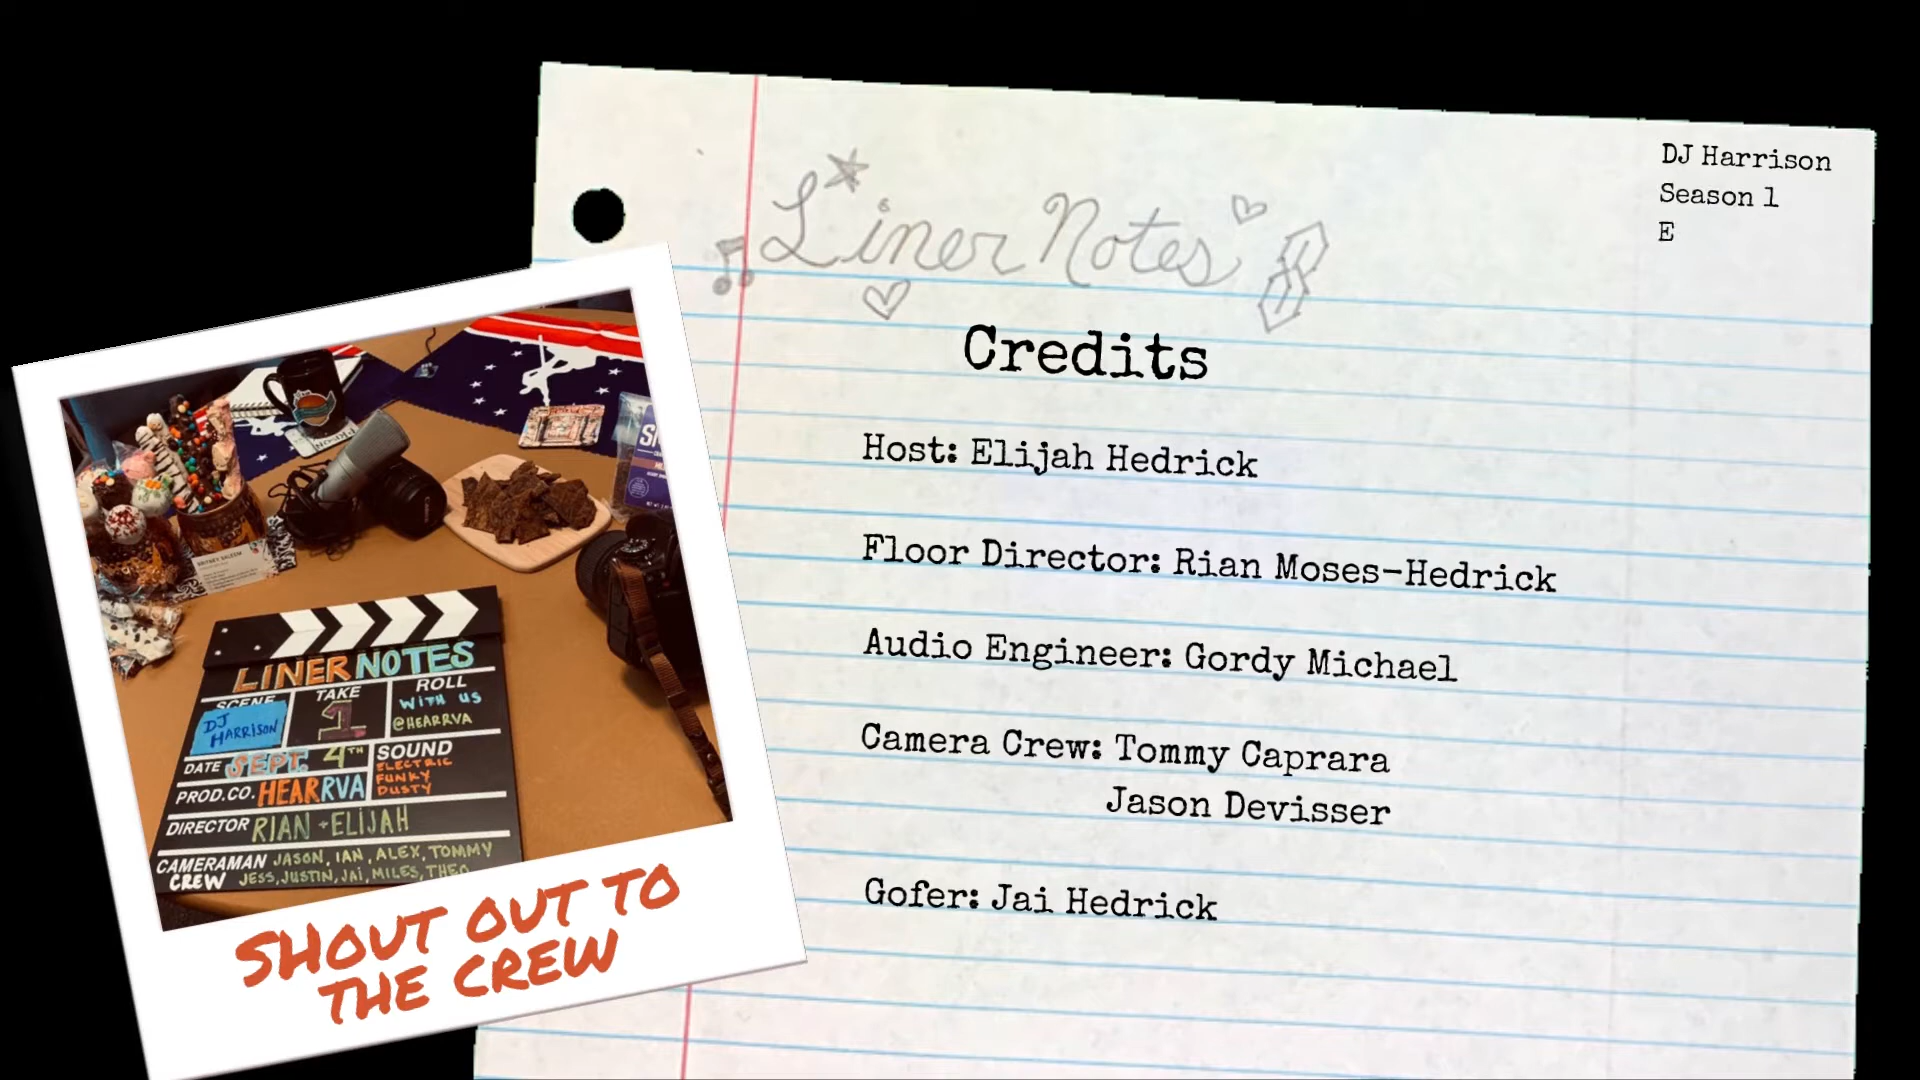 DJ Harrison
Season 1
E
Liner Notes
Credits
Host: Elijah Hedrick
Floor Director: Rian Moses-Hedrick
Audio Engineer: Gordy Michael
Camera Crew: Tommy Caprara
Jason Devisser
Gofer: Jai Hedrick
BRITNEY SALEEM
LINER NOTES
SCENE
DJ
HARRISON
TAKE
1
ROLL
WITH US
@HEARRVA
DATE SEPT. 4TH
SOUND
ELECTRIC
FUNKY
DUSTY
PROD.CO. HEARRVA
DIRECTOR RIAN + ELIJAH
CAMERAMAN JASON, IAN, ALEX, TOMMY
CREW JESS, JUSTIN, JAI, MILES, THEO
SHOUT OUT TO
THE CREW